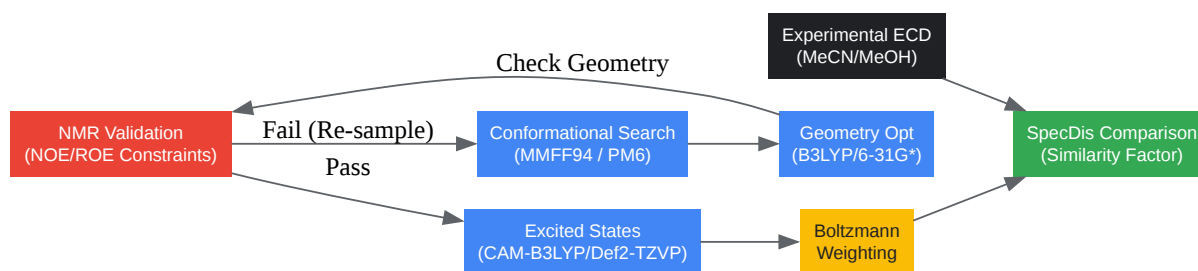 Experimental ECD
(MeCN/MeOH)
Check Geometry
NMR Validation
(NOE/ROE Constraints)
Fail (Re-sample)
Pass
Conformational Search
(MMFF94 / PM6)
Geometry Opt
(B3LYP/6-31G*)
SpecDis Comparison
(Similarity Factor)
Excited States
(CAM-B3LYP/Def2-TZVP)
Boltzmann
Weighting